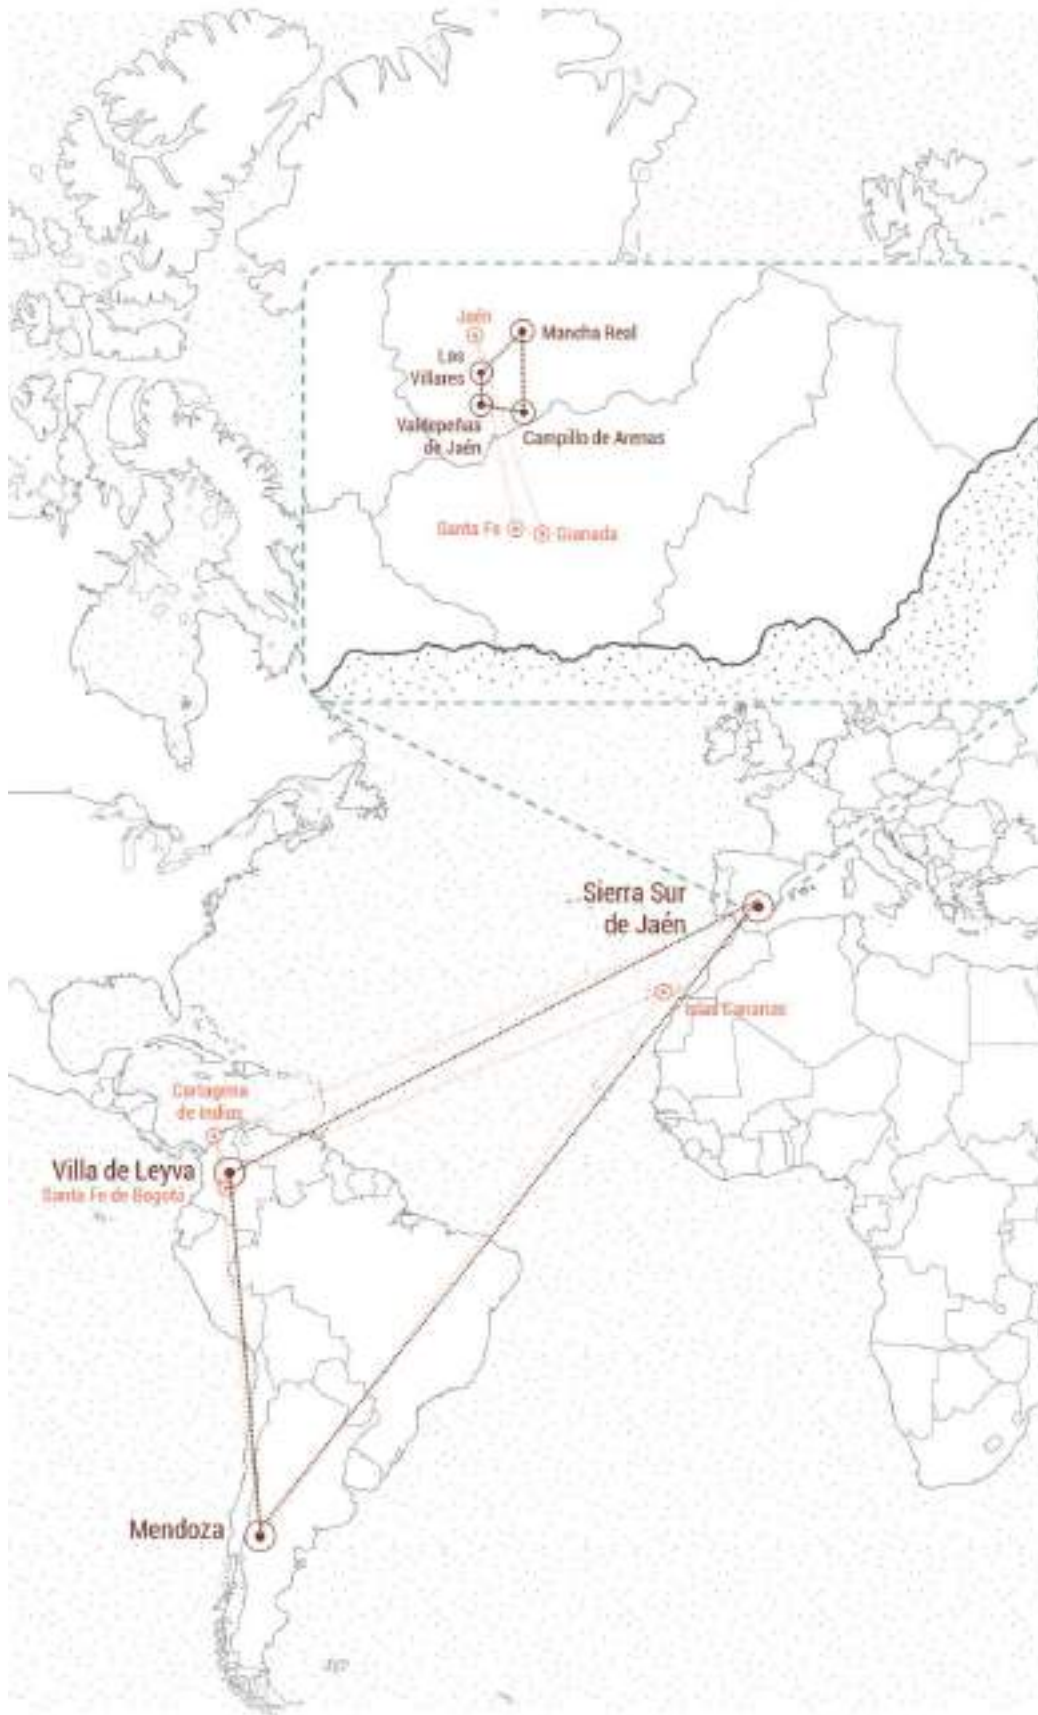 Jaén
Mancha Real
Los
Villares
Valdepeñas
de Jaén
Campillo de Arenas
Santa Fe
Granada
Sierra Sur
de Jaén
Islas Canarias
Cartagena
de Indias
Villa de Leyva
Santa Fe de Bogotá
Mendoza